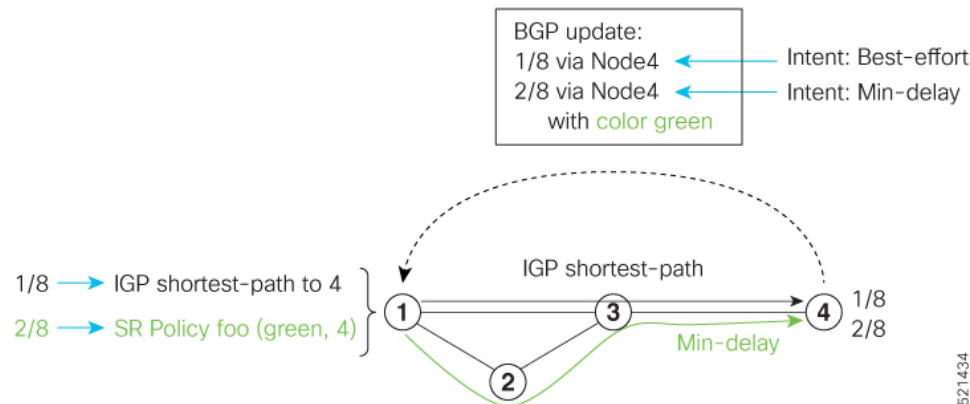 BGP update:
1/8 via Node4
2/8 via Node4
with color green
Intent: Best-effort
Intent: Min-delay
1/8
IGP shortest-path to 4
2/8
SR Policy foo (green, 4)
IGP shortest-path
1
3
4
2
1/8
2/8
Min-delay
521434